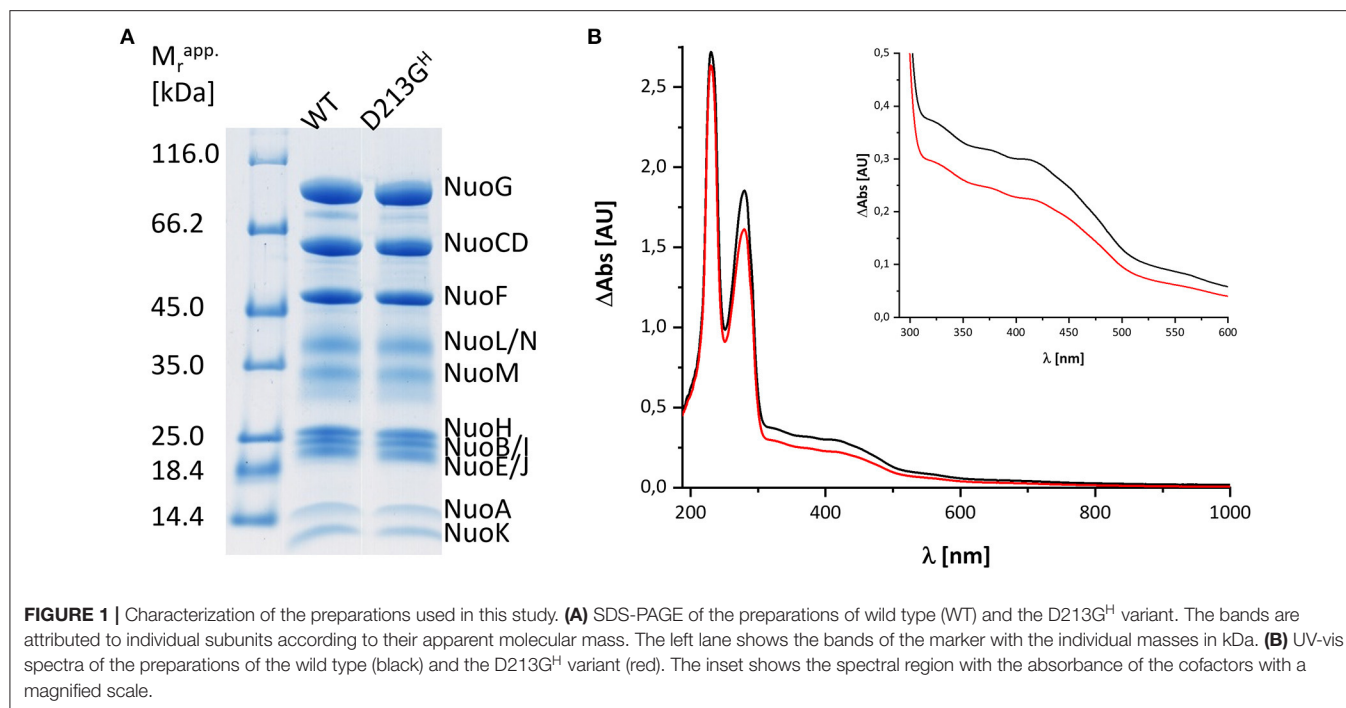 A
M_r^app.
[kDa]
WT
D213G^H
116.0
66.2
45.0
35.0
25.0
18.4
14.4
NuoG
NuoCD
NuoF
NuoL/N
NuoM
NuoH
NuoB/I
NuoE/J
NuoA
NuoK
B
ΔAbs [AU]
2,5
2,0
1,5
1,0
0,5
0,0
200
400
600
800
1000
λ [nm]
ΔAbs [AU]
0,5
0,4
0,3
0,2
0,1
0,0
300
350
400
450
500
550
600
λ [nm]
FIGURE 1 | Characterization of the preparations used in this study. (A) SDS-PAGE of the preparations of wild type (WT) and the D213G^H variant. The bands are
attributed to individual subunits according to their apparent molecular mass. The left lane shows the bands of the marker with the individual masses in kDa. (B) UV-vis
spectra of the preparations of the wild type (black) and the D213G^H variant (red). The inset shows the spectral region with the absorbance of the cofactors with a
magnified scale.